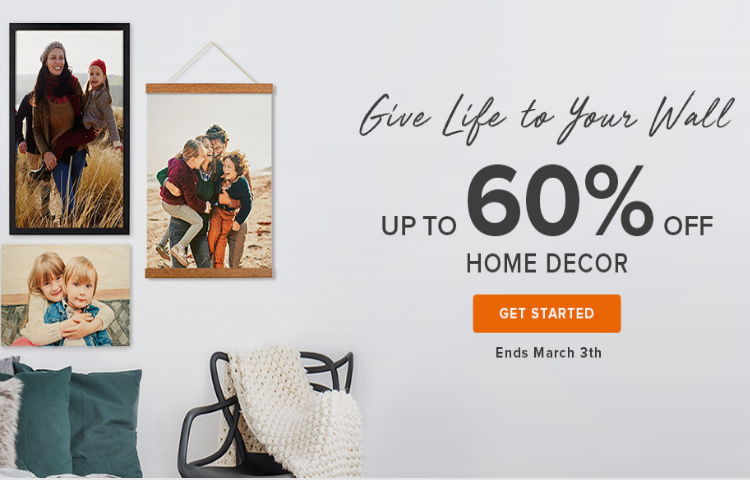 Give Life to Your Wall
UP TO 60% OFF
HOME DECOR
GET STARTED
Ends March 3th